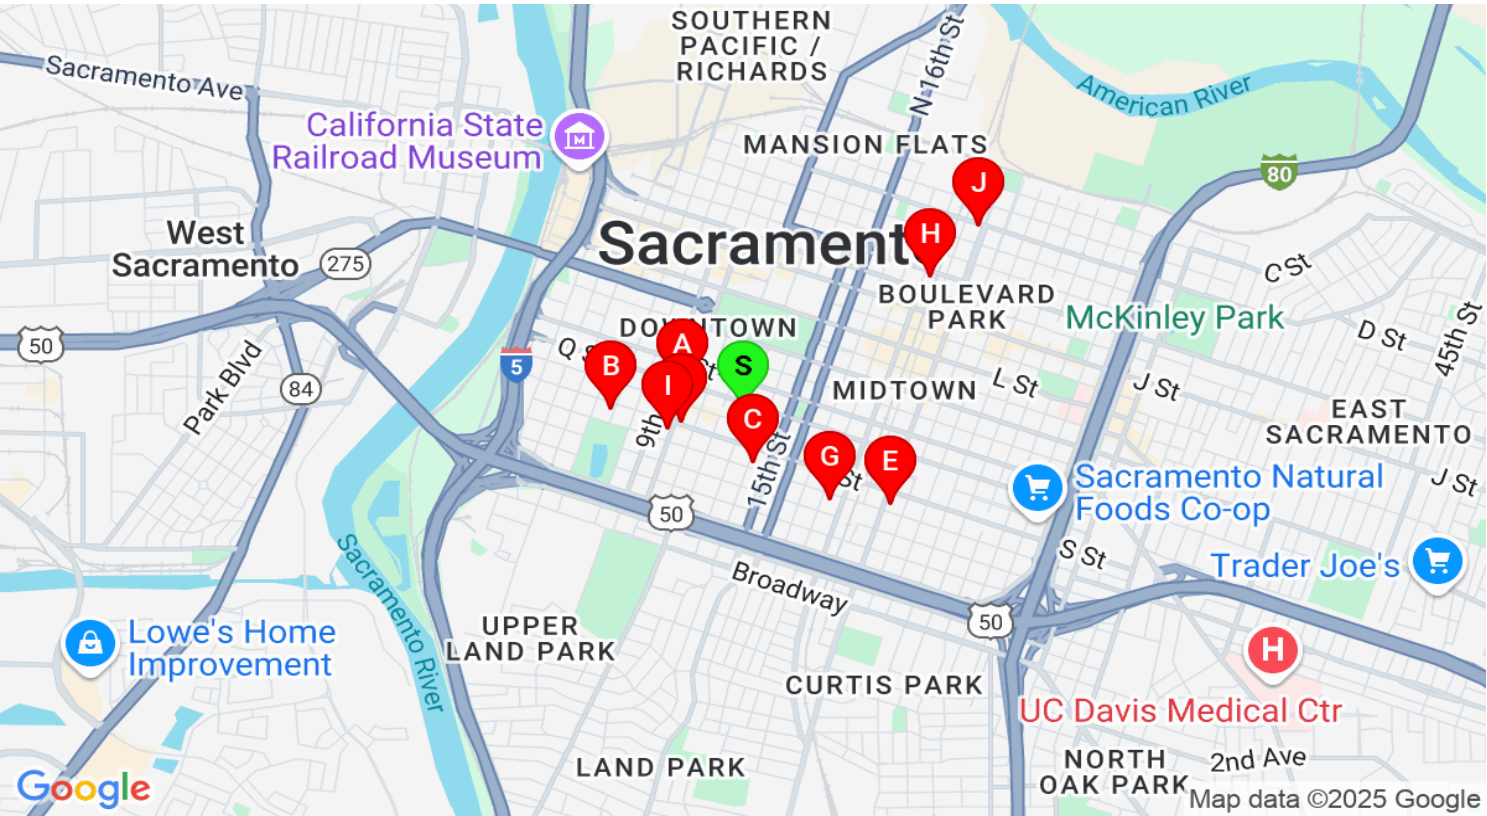 SOUTHERN
PACIFIC /
RICHARDS
N 16th St
Sacramento Ave
American River
California State
Railroad Museum
MANSION FLATS
J
80
H
West
Sacramento
275
Sacramento
C St
BOULEVARD
PARK
McKinley Park
D St
45th St
50
DOWNTOWN
Q
St
A
B
I
S
5
84
Park Blvd
9th
C
MIDTOWN
L St
J St
EAST
SACRAMENTO
15th St
G
E
St
Sacramento Natural
Foods Co-op
J St
50
S St
Trader Joe's
Sacramento River
Broadway
50
Lowe's Home
Improvement
UPPER
LAND PARK
H
CURTIS PARK
UC Davis Medical Ctr
LAND PARK
NORTH
OAK PARK
2nd Ave
Google
Map data ©2025 Google